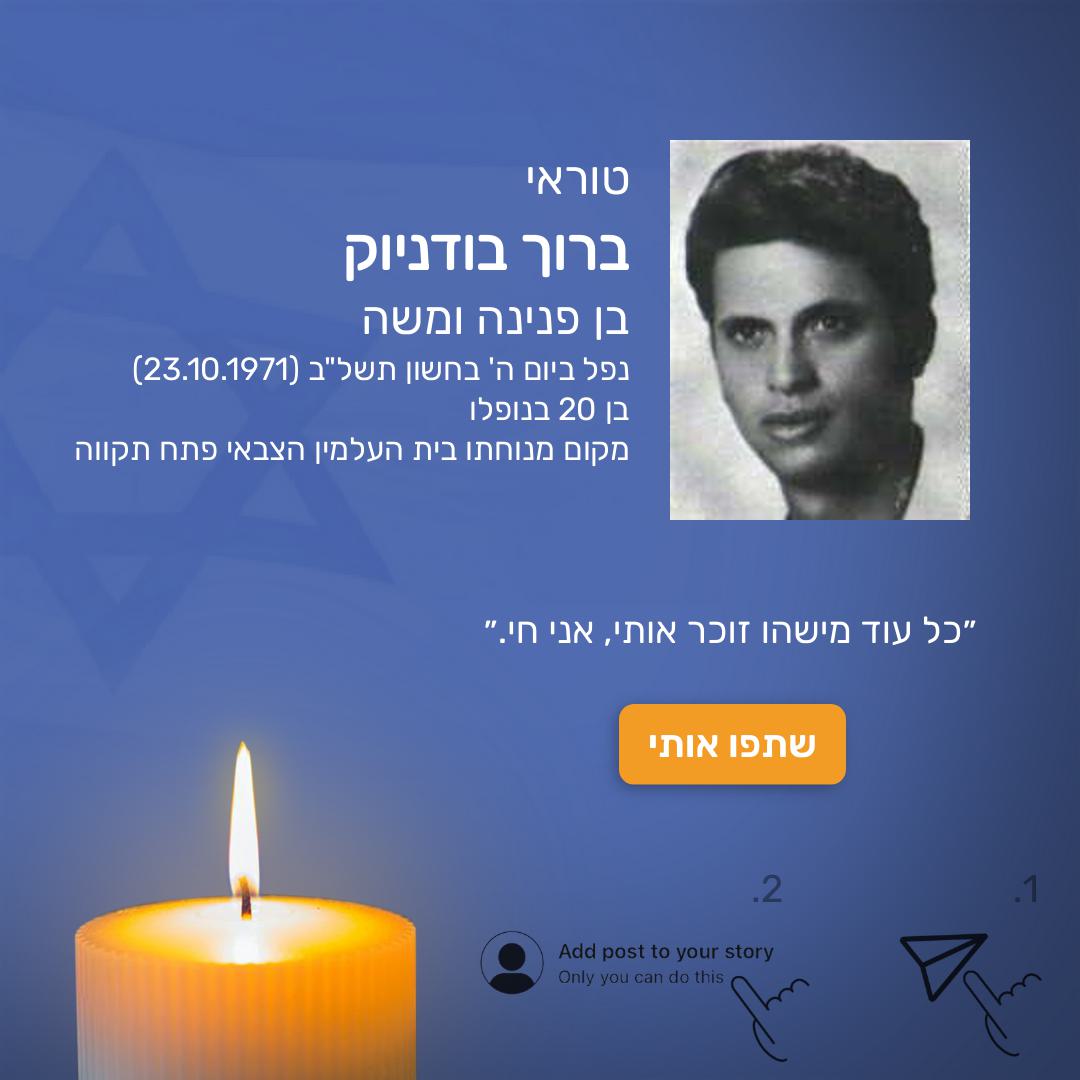 טוראי
ברוך בודניוק
בן פנינה ומשה
נפל ביום ה' בחשון תשל"ב (23.10.1971)
בן 20 בנופלו
מקום מנוחתו בית העלמין הצבאי פתח תקווה
״כל עוד מישהו זוכר אותי, אני חי.״
שתפו אותי
1.
2.
Add post to your story
Only you can do this